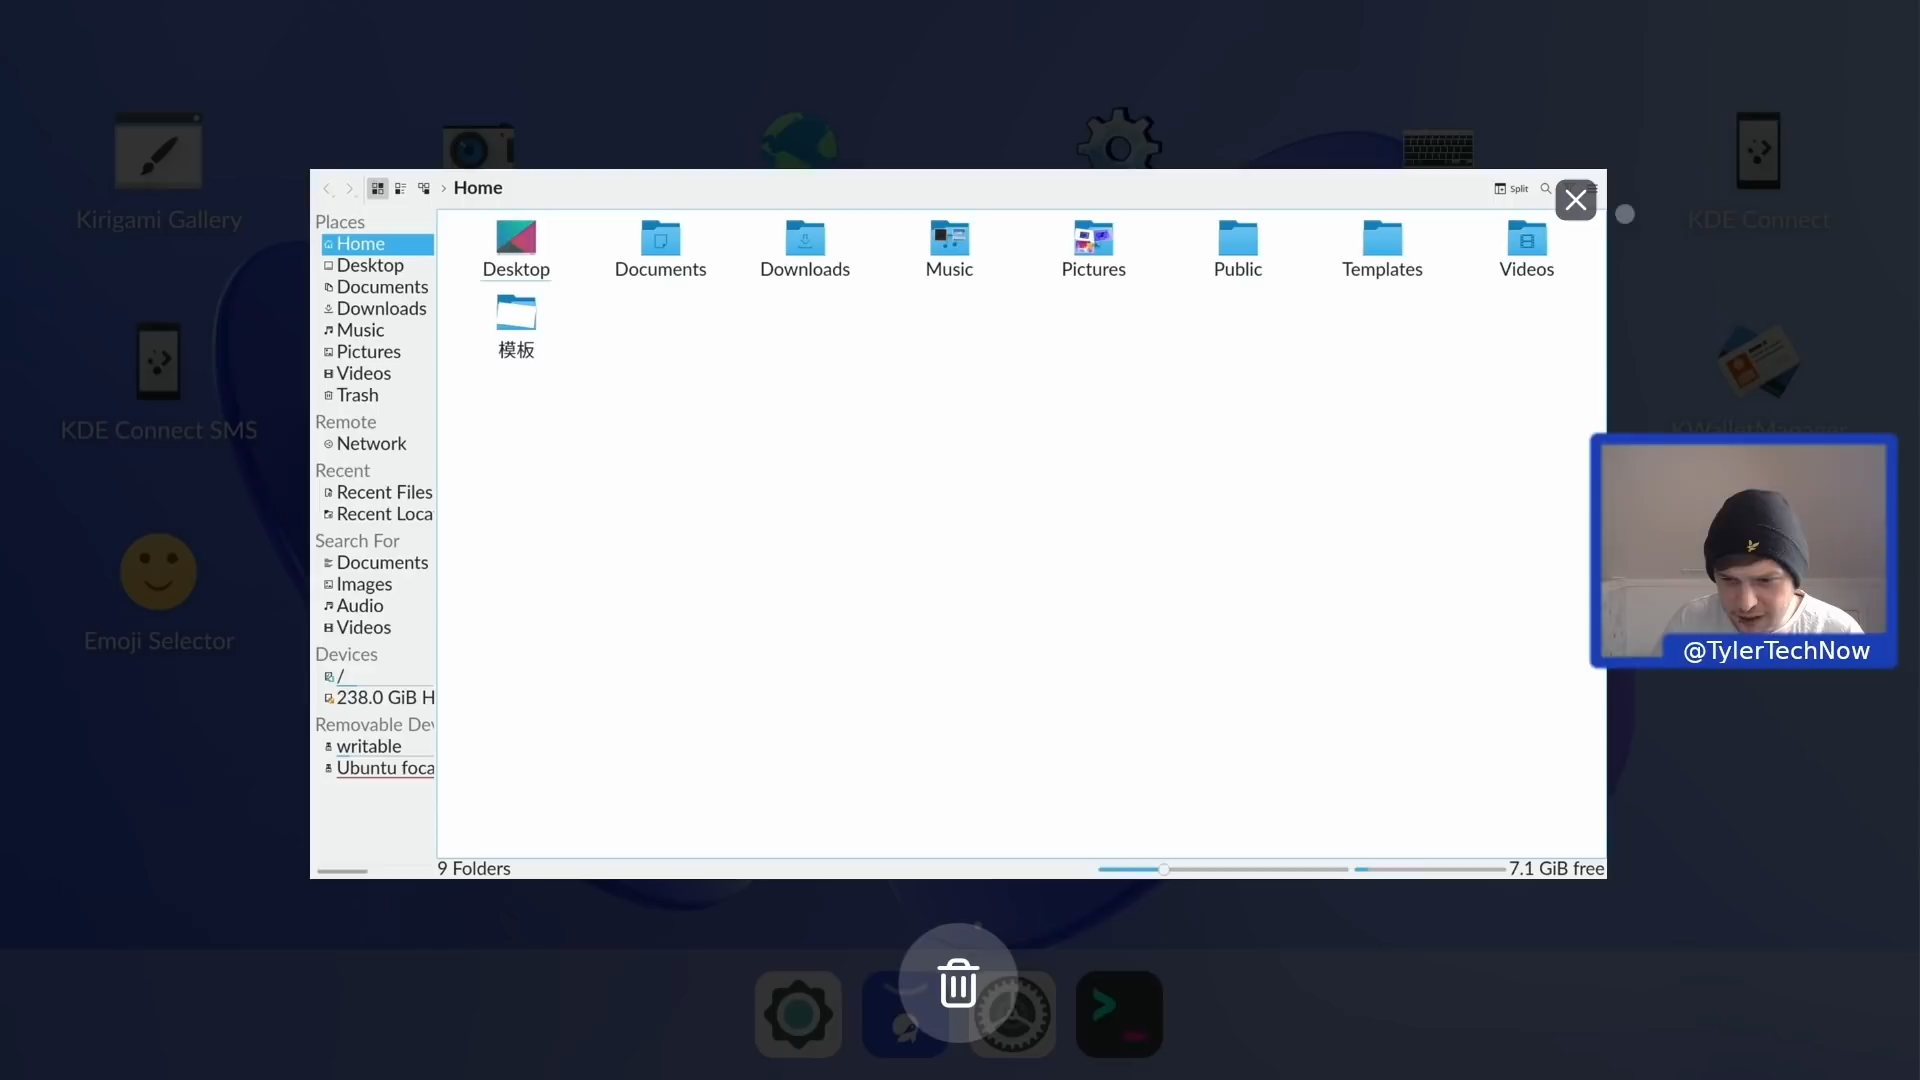 Home
Split
Places
Home
Desktop
Documents
Downloads
Music
Pictures
Videos
Trash
Remote
Network
Recent
Recent Files
Recent Loca
Search For
Documents
Images
Audio
Videos
Devices
/
238.0 GiB H
Removable Dev
writable
Ubuntu foca
Desktop
Documents
Downloads
Music
Pictures
Public
Templates
Videos
模板
9 Folders
7.1 GiB free
Kirigami Gallery
KDE Connect
KDE Connect SMS
KWalletManager
Emoji Selector
@TylerTechNow